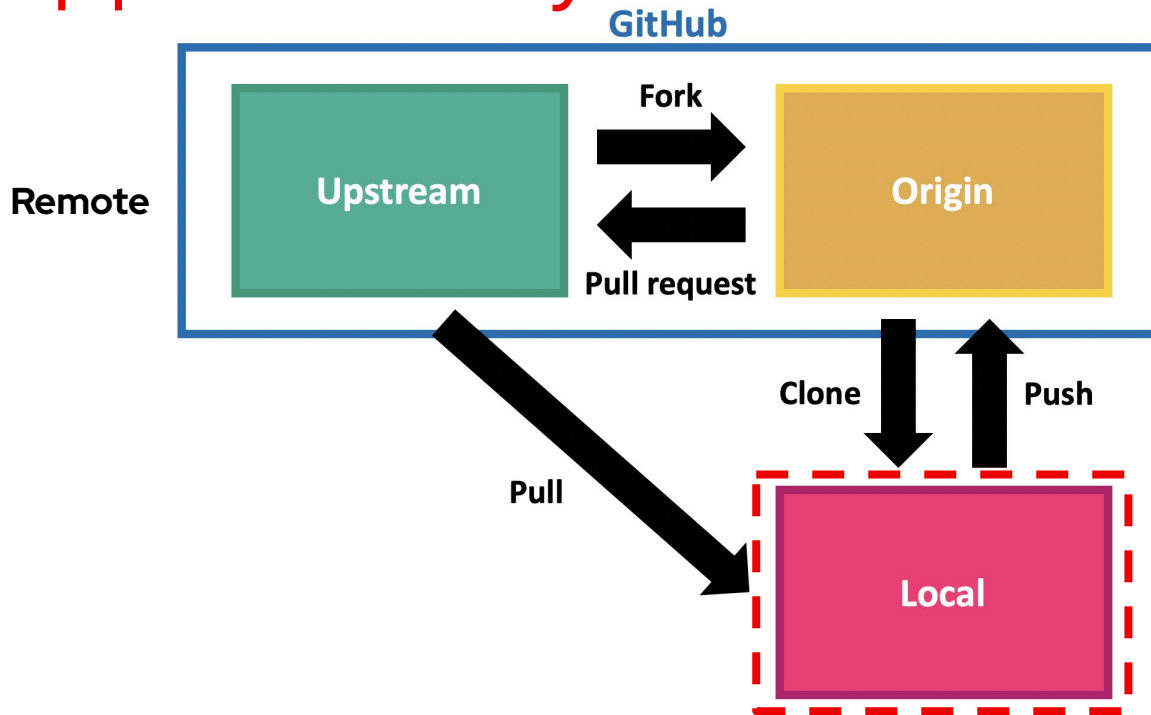 GitHub
Fork
Remote
Upstream
Origin
Pull request
Clone
Push
Pull
Local